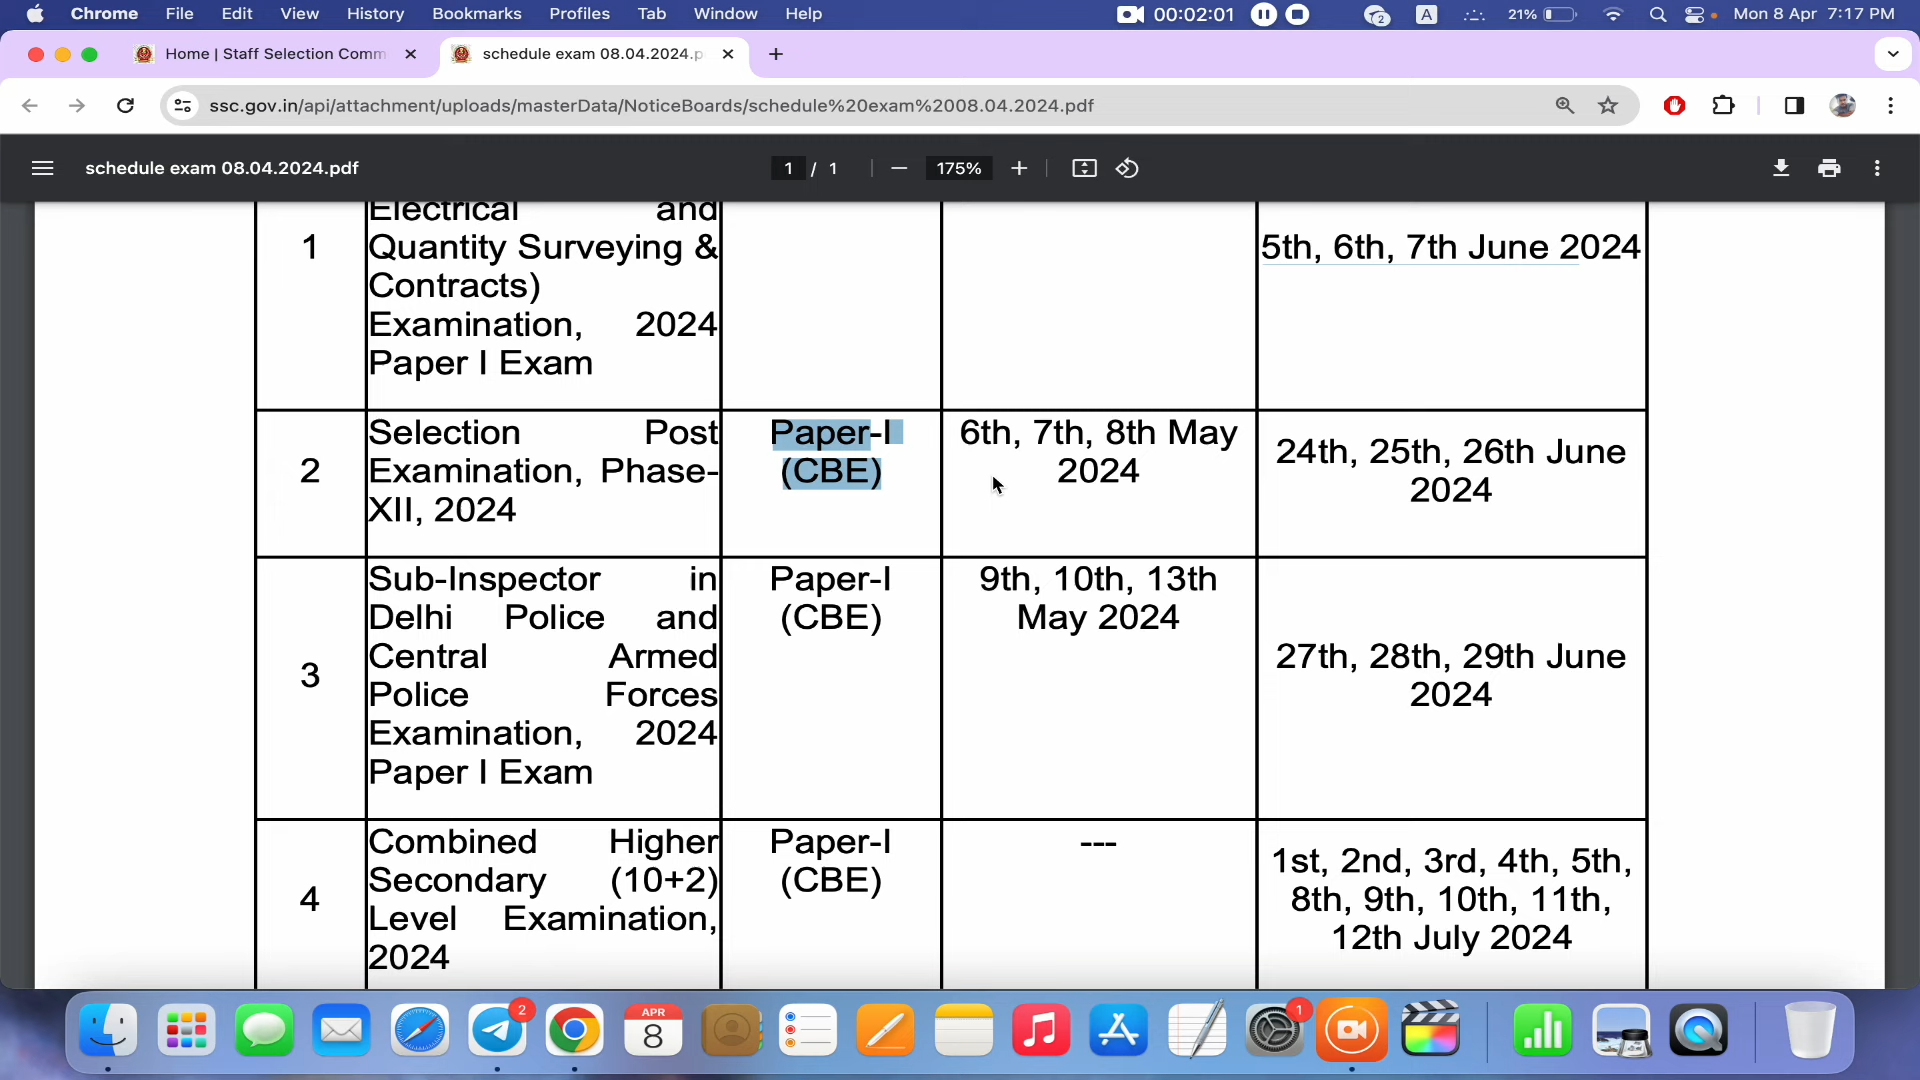 Chrome File Edit View History Bookmarks Profiles Tab Window Help 00:02:01 2 A 21% Mon 8 Apr 7:17 PM
Home | Staff Selection Comm schedule exam 08.04.2024.p
ssc.gov.in/api/attachment/uploads/masterData/NoticeBoards/schedule%20exam%2008.04.2024.pdf
schedule exam 08.04.2024.pdf 1 / 1 175%
1
Electrical and
Quantity Surveying &
Contracts)
Examination, 2024
Paper I Exam
5th, 6th, 7th June 2024
2
Selection Post
Examination, Phase-
XII, 2024
Paper-I
(CBE)
6th, 7th, 8th May
2024
24th, 25th, 26th June
2024
3
Sub-Inspector in
Delhi Police and
Central Armed
Police Forces
Examination, 2024
Paper I Exam
Paper-I
(CBE)
9th, 10th, 13th
May 2024
27th, 28th, 29th June
2024
4
Combined Higher
Secondary (10+2)
Level Examination,
2024
Paper-I
(CBE)
---
1st, 2nd, 3rd, 4th, 5th,
8th, 9th, 10th, 11th,
12th July 2024
2
APR
8
1